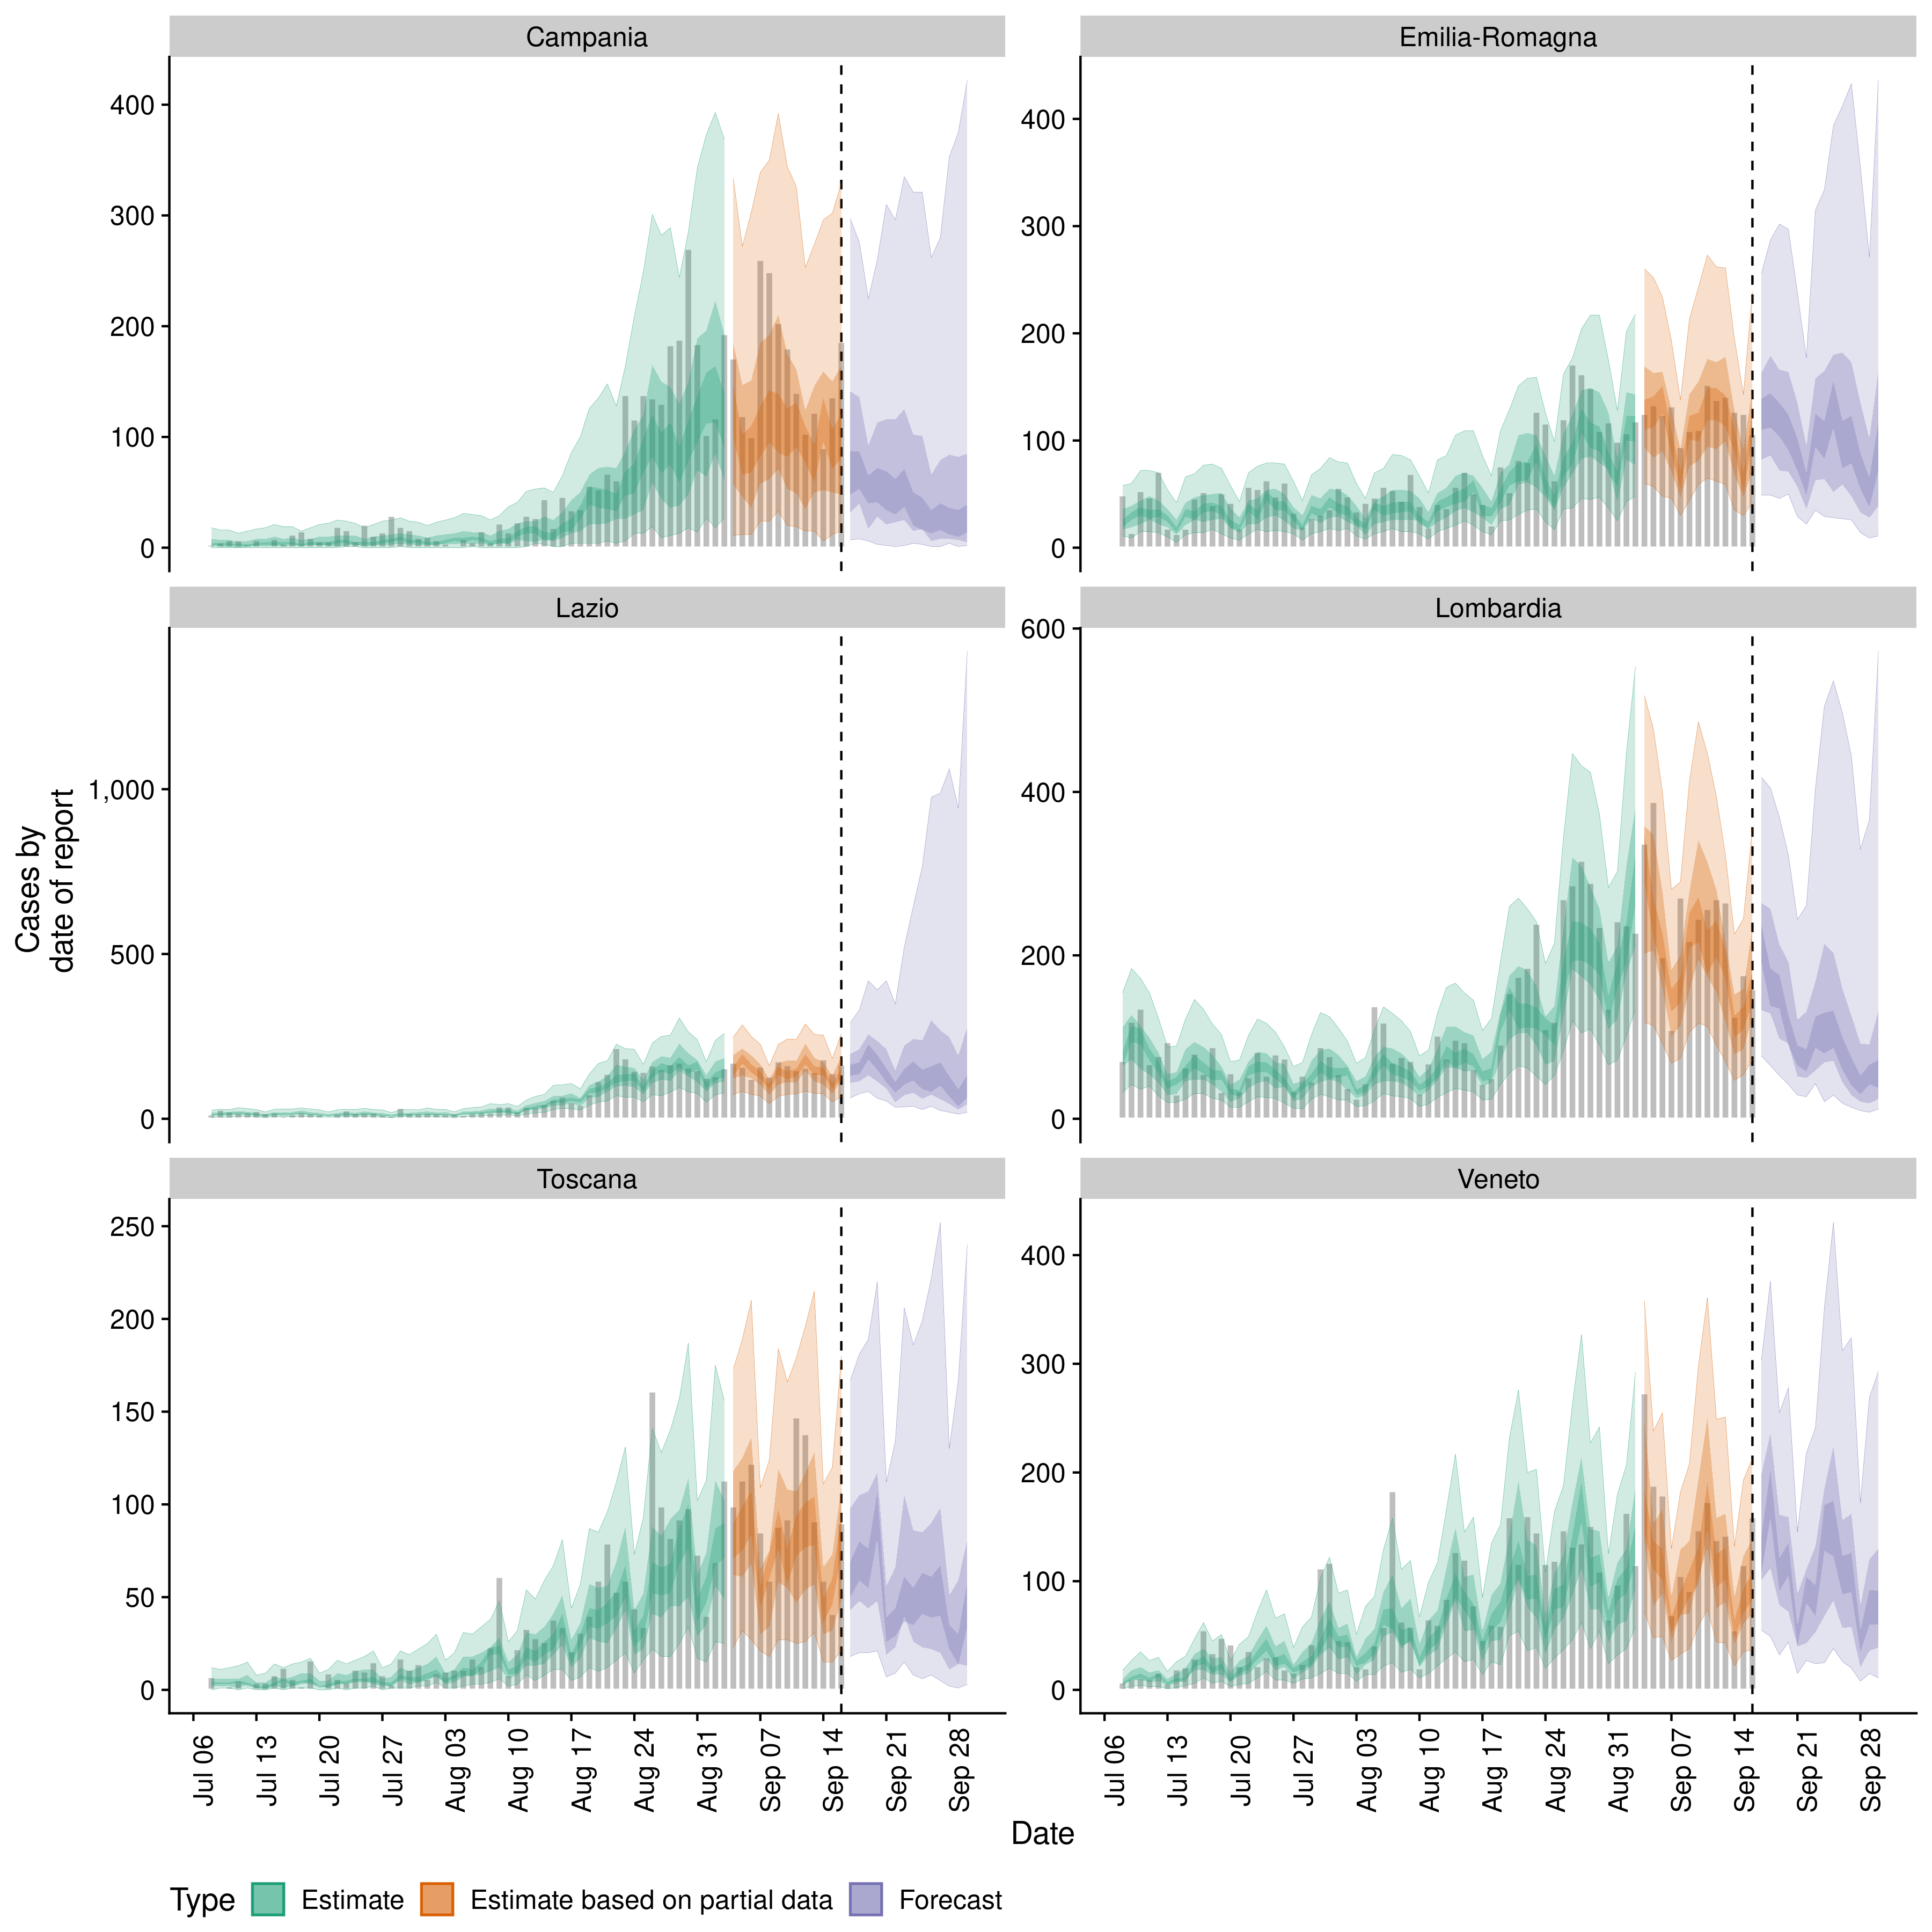 Campania
Emilia-Romagna
400
300
200
100
0
400
300
200
100
0
Lazio
Lombardia
1,000
500
0
600
400
200
0
Cases by
date of report
Toscana
Veneto
250
200
150
100
50
0
400
300
200
100
0
Jul 06
Jul 13
Jul 20
Jul 27
Aug 03
Aug 10
Aug 17
Aug 24
Aug 31
Sep 07
Sep 14
Sep 21
Sep 28
Jul 06
Jul 13
Jul 20
Jul 27
Aug 03
Aug 10
Aug 17
Aug 24
Aug 31
Sep 07
Sep 14
Sep 21
Sep 28
Date
Type Estimate Estimate based on partial data Forecast